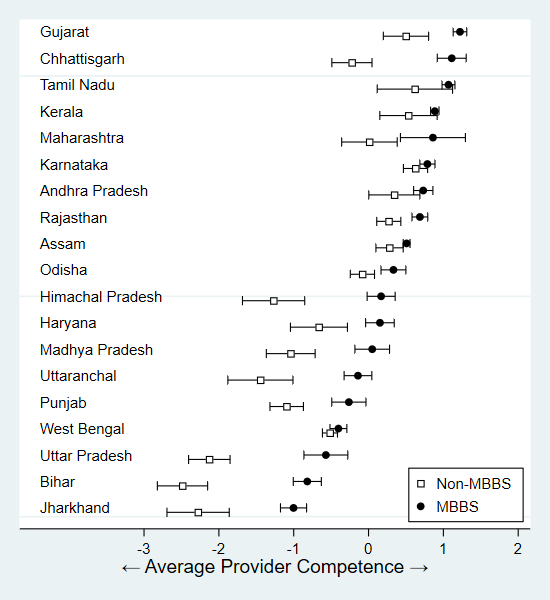 Gujarat
Chhattisgarh
Tamil Nadu
Kerala
Maharashtra
Karnataka
Andhra Pradesh
Rajasthan
Assam
Odisha
Himachal Pradesh
Haryana
Madhya Pradesh
Uttaranchal
Punjab
West Bengal
Uttar Pradesh
Bihar
Jharkhand
Non-MBBS
MBBS
-3 -2 -1 0 1 2
← Average Provider Competence →